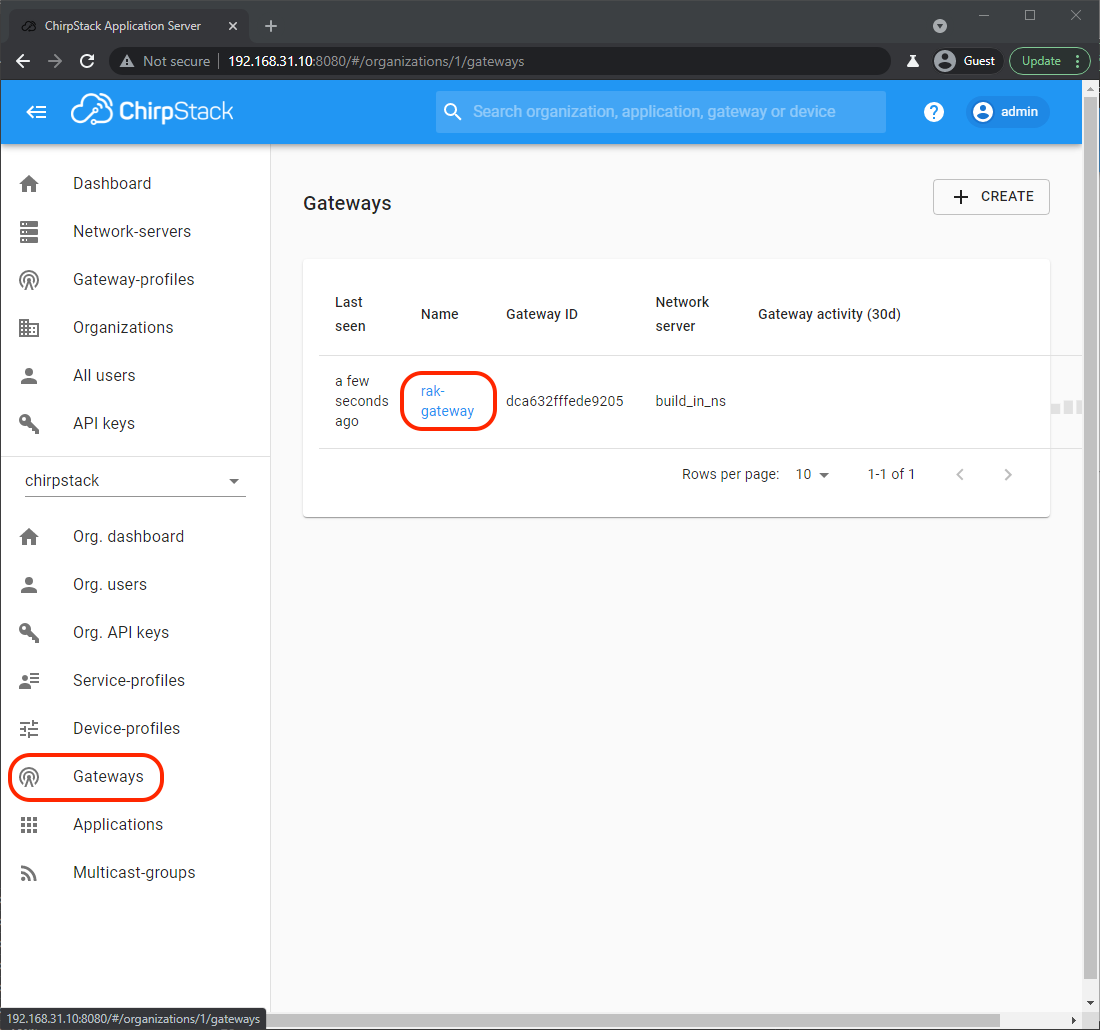 ChirpStack Application Server
Not secure
192.168.31.10:8080/#/organizations/1/gateways
Guest
Update
ChirpStack
Search organization, application, gateway or device
?
admin
Dashboard
Network-servers
Gateway-profiles
Organizations
All users
API keys
chirpstack
Org. dashboard
Org. users
Org. API keys
Service-profiles
Device-profiles
Gateways
Applications
Multicast-groups
Gateways
CREATE
Last
seen
Name
Gateway ID
Network
server
Gateway activity (30d)
a few
seconds
ago
rak-
gateway
dca632fffede9205
build_in_ns
Rows per page:
10
1-1 of 1
192.168.31.10:8080/#/organizations/1/gateways